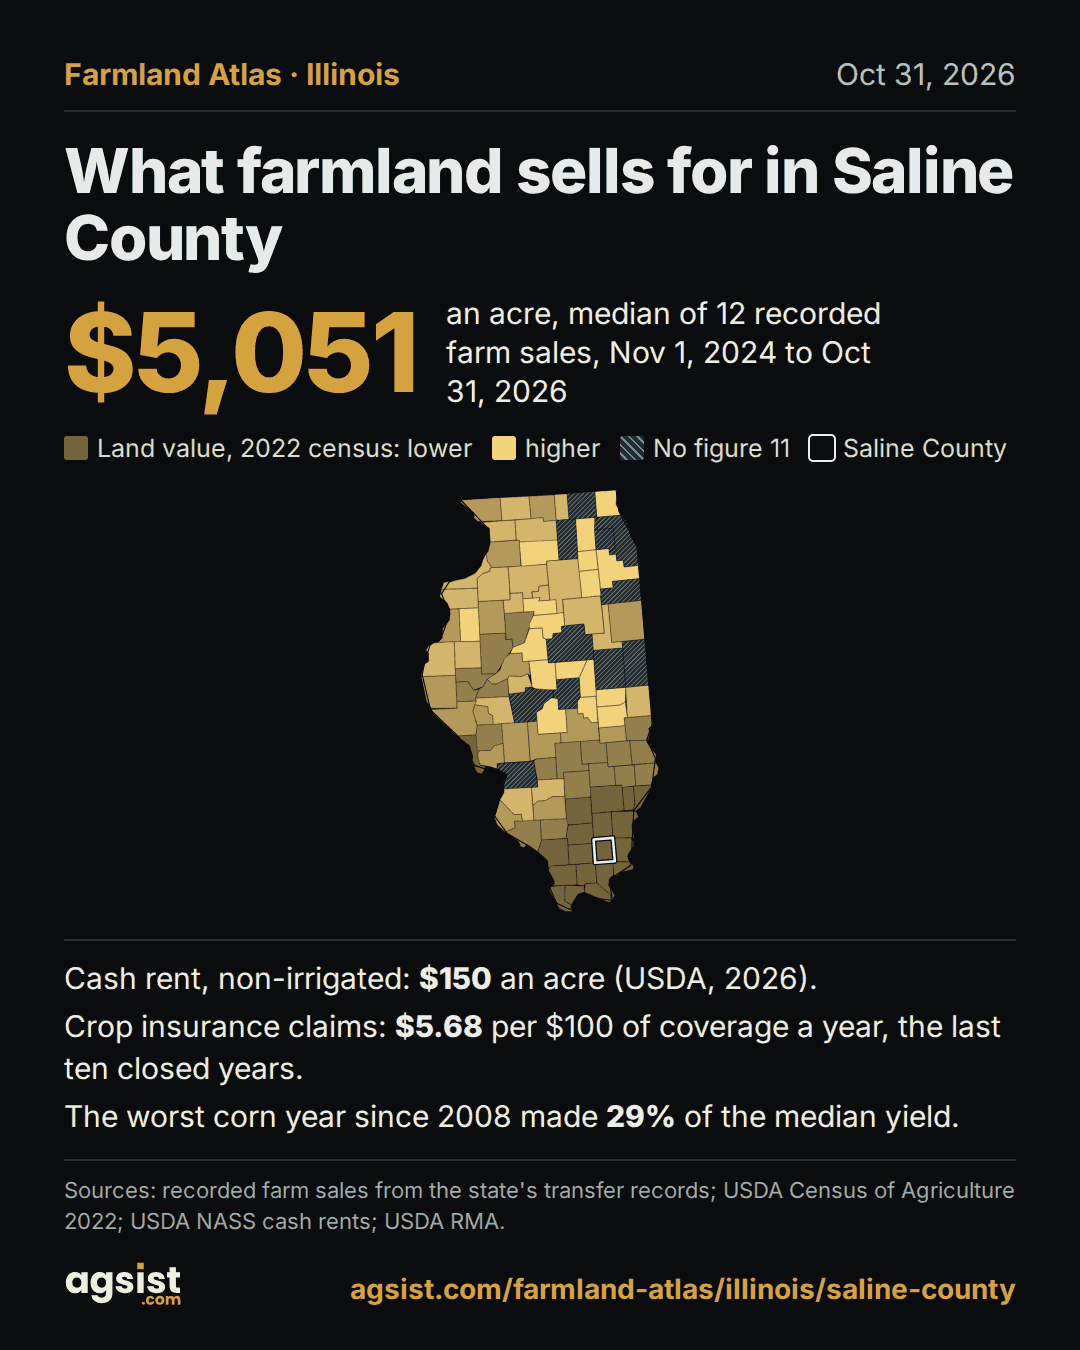 Farmland Atlas · Illinois
Oct 31, 2026
What farmland sells for in Saline
County
$5,051
an acre, median of 12 recorded
farm sales, Nov 1, 2024 to Oct
31, 2026
Land value, 2022 census: lower
higher
No figure 11
Saline County
Cash rent, non-irrigated: $150 an acre (USDA, 2026).
Crop insurance claims: $5.68 per $100 of coverage a year, the last
ten closed years.
The worst corn year since 2008 made 29% of the median yield.
Sources: recorded farm sales from the state's transfer records; USDA Census of Agriculture
2022; USDA NASS cash rents; USDA RMA.
agsist
.com
agsist.com/farmland-atlas/illinois/saline-county